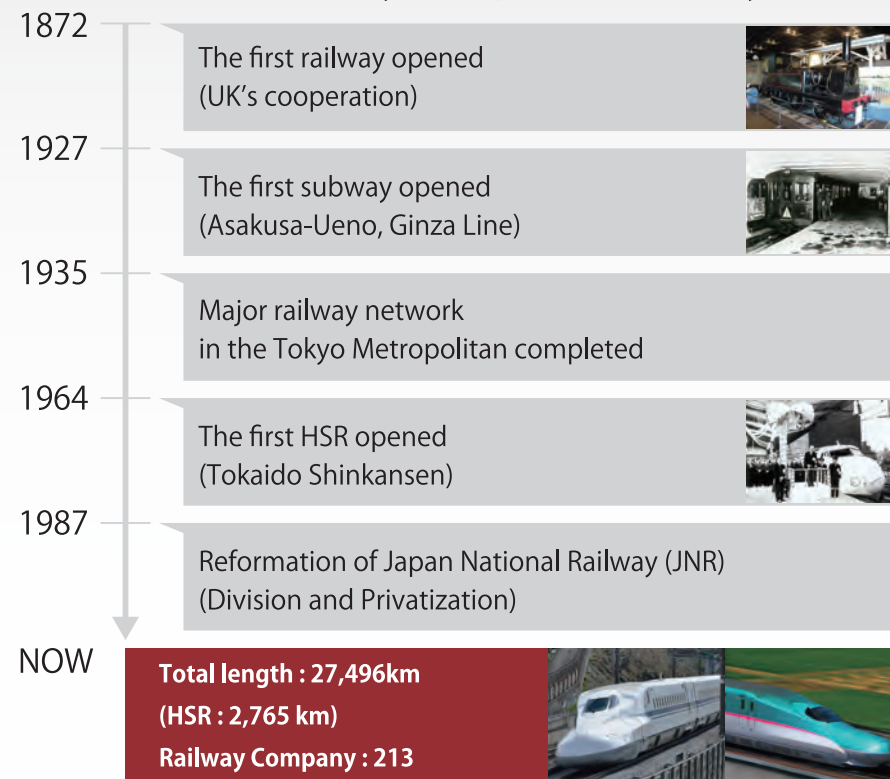 1872
The first railway opened
(UK's cooperation)
1927
The first subway opened
(Asakusa-Ueno, Ginza Line)
1935
Major railway network
in the Tokyo Metropolitan completed
1964
The first HSR opened
(Tokaido Shinkansen)
1987
Reformation of Japan National Railway (JNR)
(Division and Privatization)
NOW
Total length : 27,496km
(HSR : 2,765 km)
Railway Company : 213